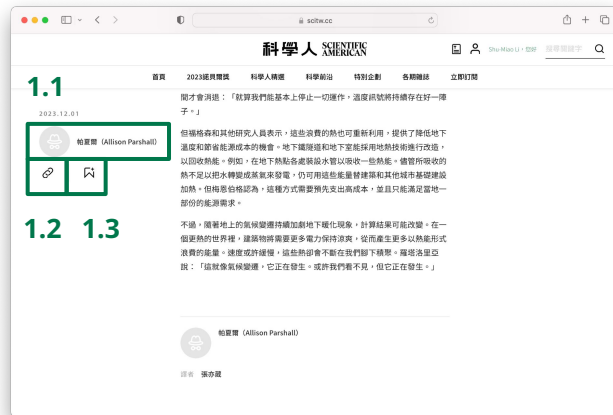 scitw.cc
科學人 SCIENTIFIC AMERICAN
Shu-Miao Li，您好
搜尋關鍵字
首頁 2023諾貝爾獎 科學人精選 科學前沿 特別企劃 各期雜誌 立即訂閱
1.1
2023.12.01
帕夏爾（Allison Parshall）
1.2 1.3
間才會消退：「就算我們能基本上停止一切運作，溫度訊號將持續存在好一陣
子。」
但福格森和其他研究人員表示，這些浪費的熱也可重新利用，提供了降低地下
溫度和節省能源成本的機會。地下鐵隧道和地下室能採用地熱技術進行改造，
以回收熱能。例如，在地下熱點各處裝設水管以吸收一些熱能。儘管所吸收的
熱不足以把水轉變成蒸氣來發電，仍可用這些能量替建築和其他城市基礎建設
加熱。但梅恩伯格認為，這種方式需要預先支出高成本，並且只能滿足當地一
部份的能源需求。
不過，隨著地上的氣候變遷持續加劇地下暖化現象，計算結果可能改變。在一
個更熱的世界裡，建築物將需要更多電力保持涼爽，從而產生更多以熱能形式
浪費的能量。速度或許緩慢，這些熱卻會不斷在我們腳下積聚。羅塔洛里亞
說：「這就像氣候變遷，它正在發生。或許我們看不見，但它正在發生。」
帕夏爾（Allison Parshall）
譯者 張亦葳